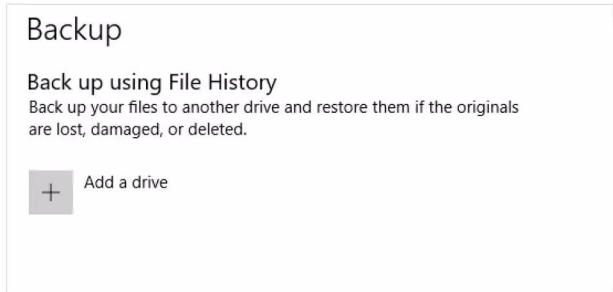 Backup
Back up using File History
Back up your files to another drive and restore them if the originals
are lost, damaged, or deleted.
Add a drive